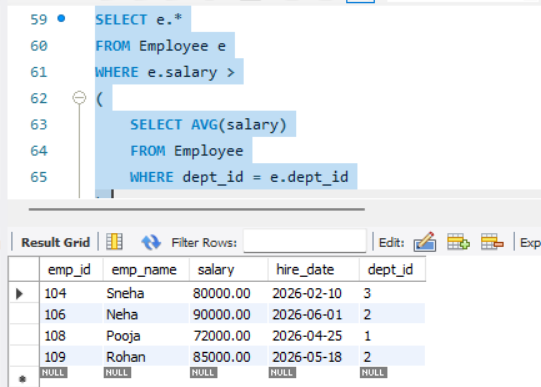 59 SELECT e.*
60 FROM Employee e
61 WHERE e.salary >
62 (
63 SELECT AVG(salary)
64 FROM Employee
65 WHERE dept_id = e.dept_id
Result Grid Filter Rows: Edit: Exp
emp_id emp_name salary hire_date dept_id
104 Sneha 80000.00 2026-02-10 3
106 Neha 90000.00 2026-06-01 2
108 Pooja 72000.00 2026-04-25 1
109 Rohan 85000.00 2026-05-18 2
NULL NULL NULL NULL NULL